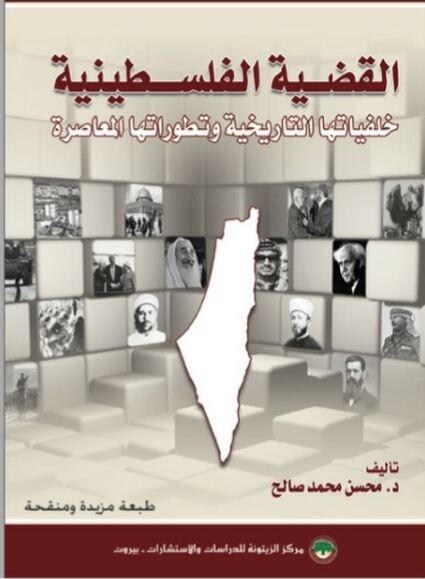 القضية الفلسطينية
خلفياتها التاريخية وتطوراتها المعاصرة
تأليف
د. محسن محمد صالح
طبعة مزيدة ومنقحة
مركز الزيتونة للدراسات والاستشارات - بيروت